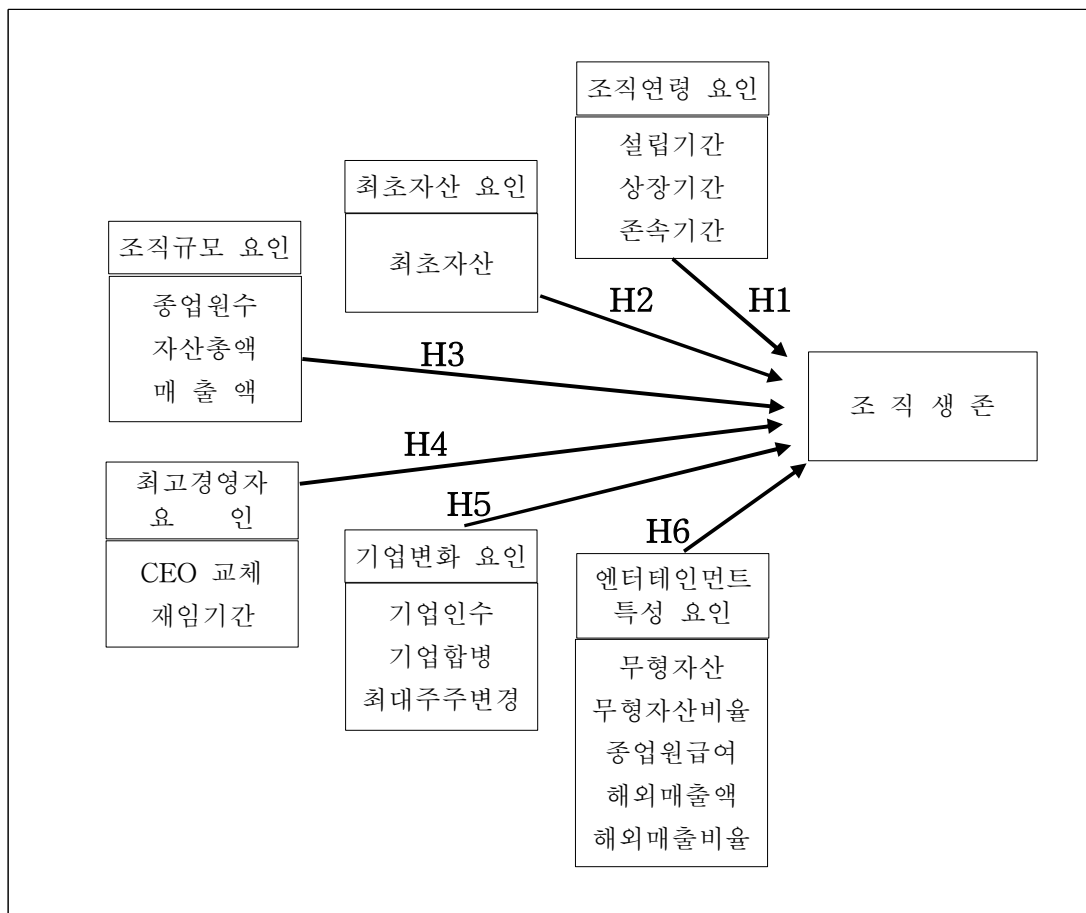 조직연령 요인
설립기간
상장기간
존속기간
최초자산 요인
최초자산
조직규모 요인
종업원수
자산총액
매 출 액
H1
H2
H3
조 직 생 존
H4
H5
H6
최고경영자
요 인
CEO 교체
재임기간
기업변화 요인
기업인수
기업합병
최대주주변경
엔터테인먼트
특성 요인
무형자산
무형자산비율
종업원급여
해외매출액
해외매출비율